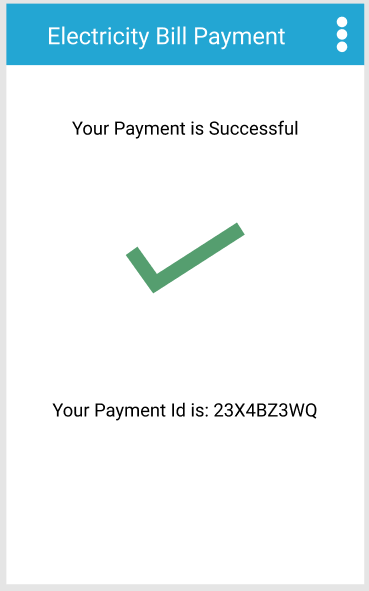 Electricity Bill Payment
Your Payment is Successful
Your Payment Id is: 23X4BZ3WQ